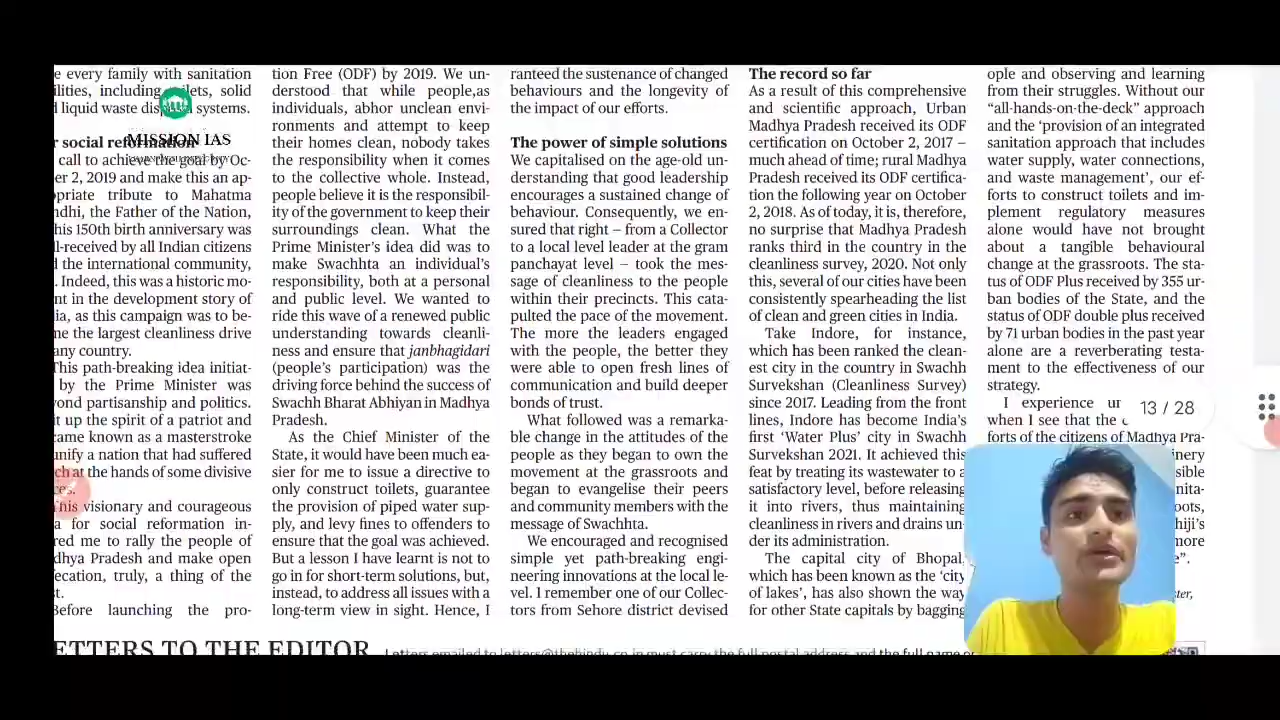 e every family with sanitation
ilities, including toilets, solid
l liquid waste disposal systems.
MISSION IAS
r social reformation
call to achieve the goal by Oc-
er 2, 2019 and make this an ap-
opriate tribute to Mahatma
ndhi, the Father of the Nation,
his 150th birth anniversary was
ll-received by all Indian citizens
d the international community,
. Indeed, this was a historic mo-
nt in the development story of
ia, as this campaign was to be-
me the largest cleanliness drive
any country.
This path-breaking idea initiat-
by the Prime Minister was
yond partisanship and politics.
it up the spirit of a patriot and
came known as a masterstroke
unify a nation that had suffered
ch at the hands of some divisive
ces.
This visionary and courageous
a for social reformation in-
red me to rally the people of
dhya Pradesh and make open
fecation, truly, a thing of the
st.
Before launching the pro-
tion Free (ODF) by 2019. We un-
derstood that while people,as
individuals, abhor unclean envi-
ronments and attempt to keep
their homes clean, nobody takes
the responsibility when it comes
to the collective whole. Instead,
people believe it is the responsibil-
ity of the government to keep their
surroundings clean. What the
Prime Minister's idea did was to
make Swachhta an individual's
responsibility, both at a personal
and public level. We wanted to
ride this wave of a renewed public
understanding towards cleanli-
ness and ensure that janbhagidari
(people's participation) was the
driving force behind the success of
Swachh Bharat Abhiyan in Madhya
Pradesh.
As the Chief Minister of the
State, it would have been much ea-
sier for me to issue a directive to
only construct toilets, guarantee
the provision of piped water sup-
ply, and levy fines to offenders to
ensure that the goal was achieved.
But a lesson I have learnt is not to
go in for short-term solutions, but,
instead, to address all issues with a
long-term view in sight. Hence, I
ranteed the sustenance of changed
behaviours and the longevity of
the impact of our efforts.
The power of simple solutions
We capitalised on the age-old un-
derstanding that good leadership
encourages a sustained change of
behaviour. Consequently, we en-
sured that right – from a Collector
to a local level leader at the gram
panchayat level – took the mes-
sage of cleanliness to the people
within their precincts. This cata-
pulted the pace of the movement.
The more the leaders engaged
with the people, the better they
were able to open fresh lines of
communication and build deeper
bonds of trust.
What followed was a remarka-
ble change in the attitudes of the
people as they began to own the
movement at the grassroots and
began to evangelise their peers
and community members with the
message of Swachhta.
We encouraged and recognised
simple yet path-breaking engi-
neering innovations at the local le-
vel. I remember one of our Collec-
tors from Sehore district devised
The record so far
As a result of this comprehensive
and scientific approach, Urban
Madhya Pradesh received its ODF
certification on October 2, 2017 –
much ahead of time; rural Madhya
Pradesh received its ODF certifica-
tion the following year on October
2, 2018. As of today, it is, therefore,
no surprise that Madhya Pradesh
ranks third in the country in the
cleanliness survey, 2020. Not only
this, several of our cities have been
consistently spearheading the list
of clean and green cities in India.
Take Indore, for instance,
which has been ranked the clean-
est city in the country in Swachh
Survekshan (Cleanliness Survey)
since 2017. Leading from the front
lines, Indore has become India's
first 'Water Plus' city in Swachh
Survekshan 2021. It achieved this
feat by treating its wastewater to a
satisfactory level, before releasing
it into rivers, thus maintaining
cleanliness in rivers and drains un-
der its administration.
The capital city of Bhopal,
which has been known as the 'city
of lakes', has also shown the way
for other State capitals by bagging
ople and observing and learning
from their struggles. Without our
"all-hands-on-the-deck" approach
and the 'provision of an integrated
sanitation approach that includes
water supply, water connections,
and waste management', our ef-
forts to construct toilets and im-
plement regulatory measures
alone would have not brought
about a tangible behavioural
change at the grassroots. The sta-
tus of ODF Plus received by 355 ur-
ban bodies of the State, and the
status of ODF double plus received
by 71 urban bodies in the past year
alone are a reverberating testa-
ment to the effectiveness of our
strategy.
I experience
when I see that the
forts of the citizens of Madhya Pra-
inery
sible
nita-
oots,
hiji's
more
e".
ter,
13 / 28
ETTERS TO THE EDITOR
Letters emailed to letters@thehindu.co.in must carry the full postal address and the full name o